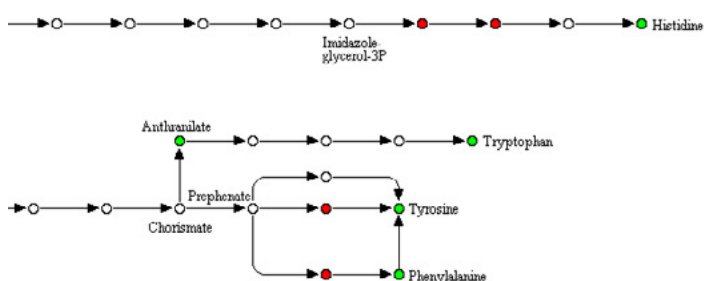 Histidine
Imidazole-
glycerol-3P
Anthranilate
Tryptophan
Prephenate
Tyrosine
Chorismate
Phenylalanine